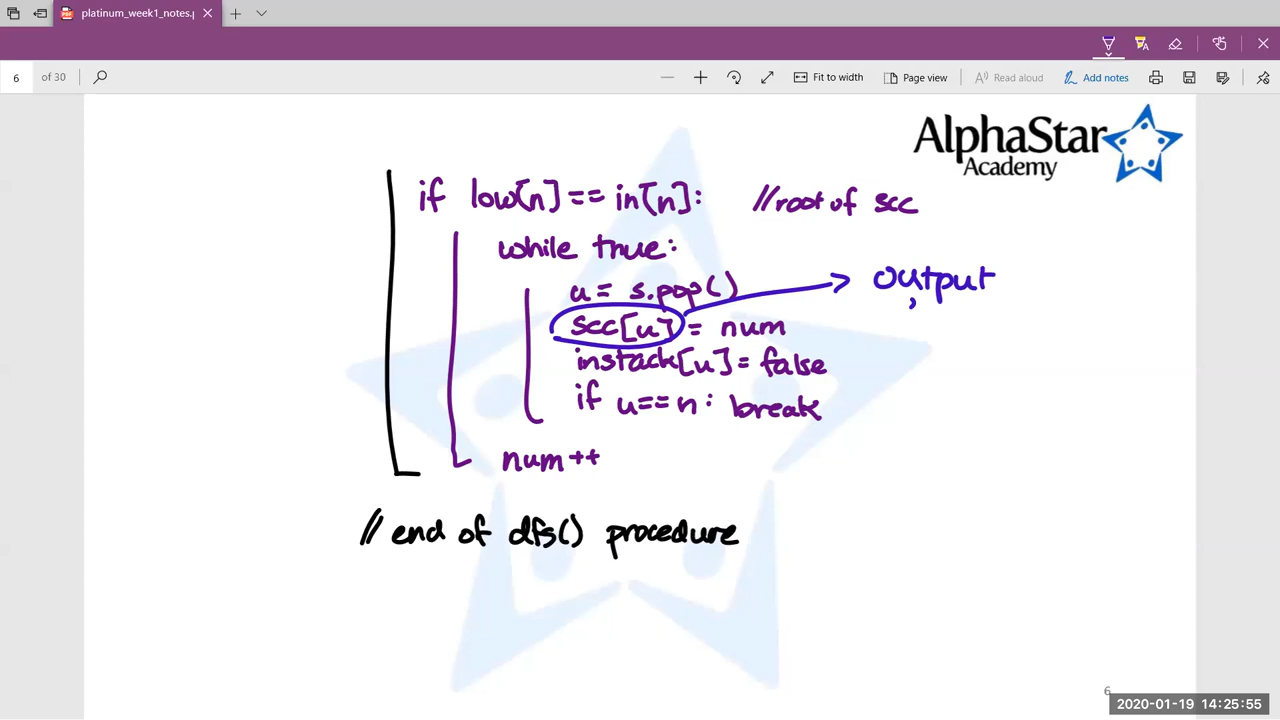 platinum_week1_notes.p
6 of 30
Fit to width
Page view
Read aloud
Add notes
AlphaStar
Academy
if low[n] == in[n]: //root of scc
while true:
u = s.pop()
output
scc[u] = num
instack[u] = false
if u==n: break
num++
// end of dfs() procedure
6
2020-01-19 14:25:55